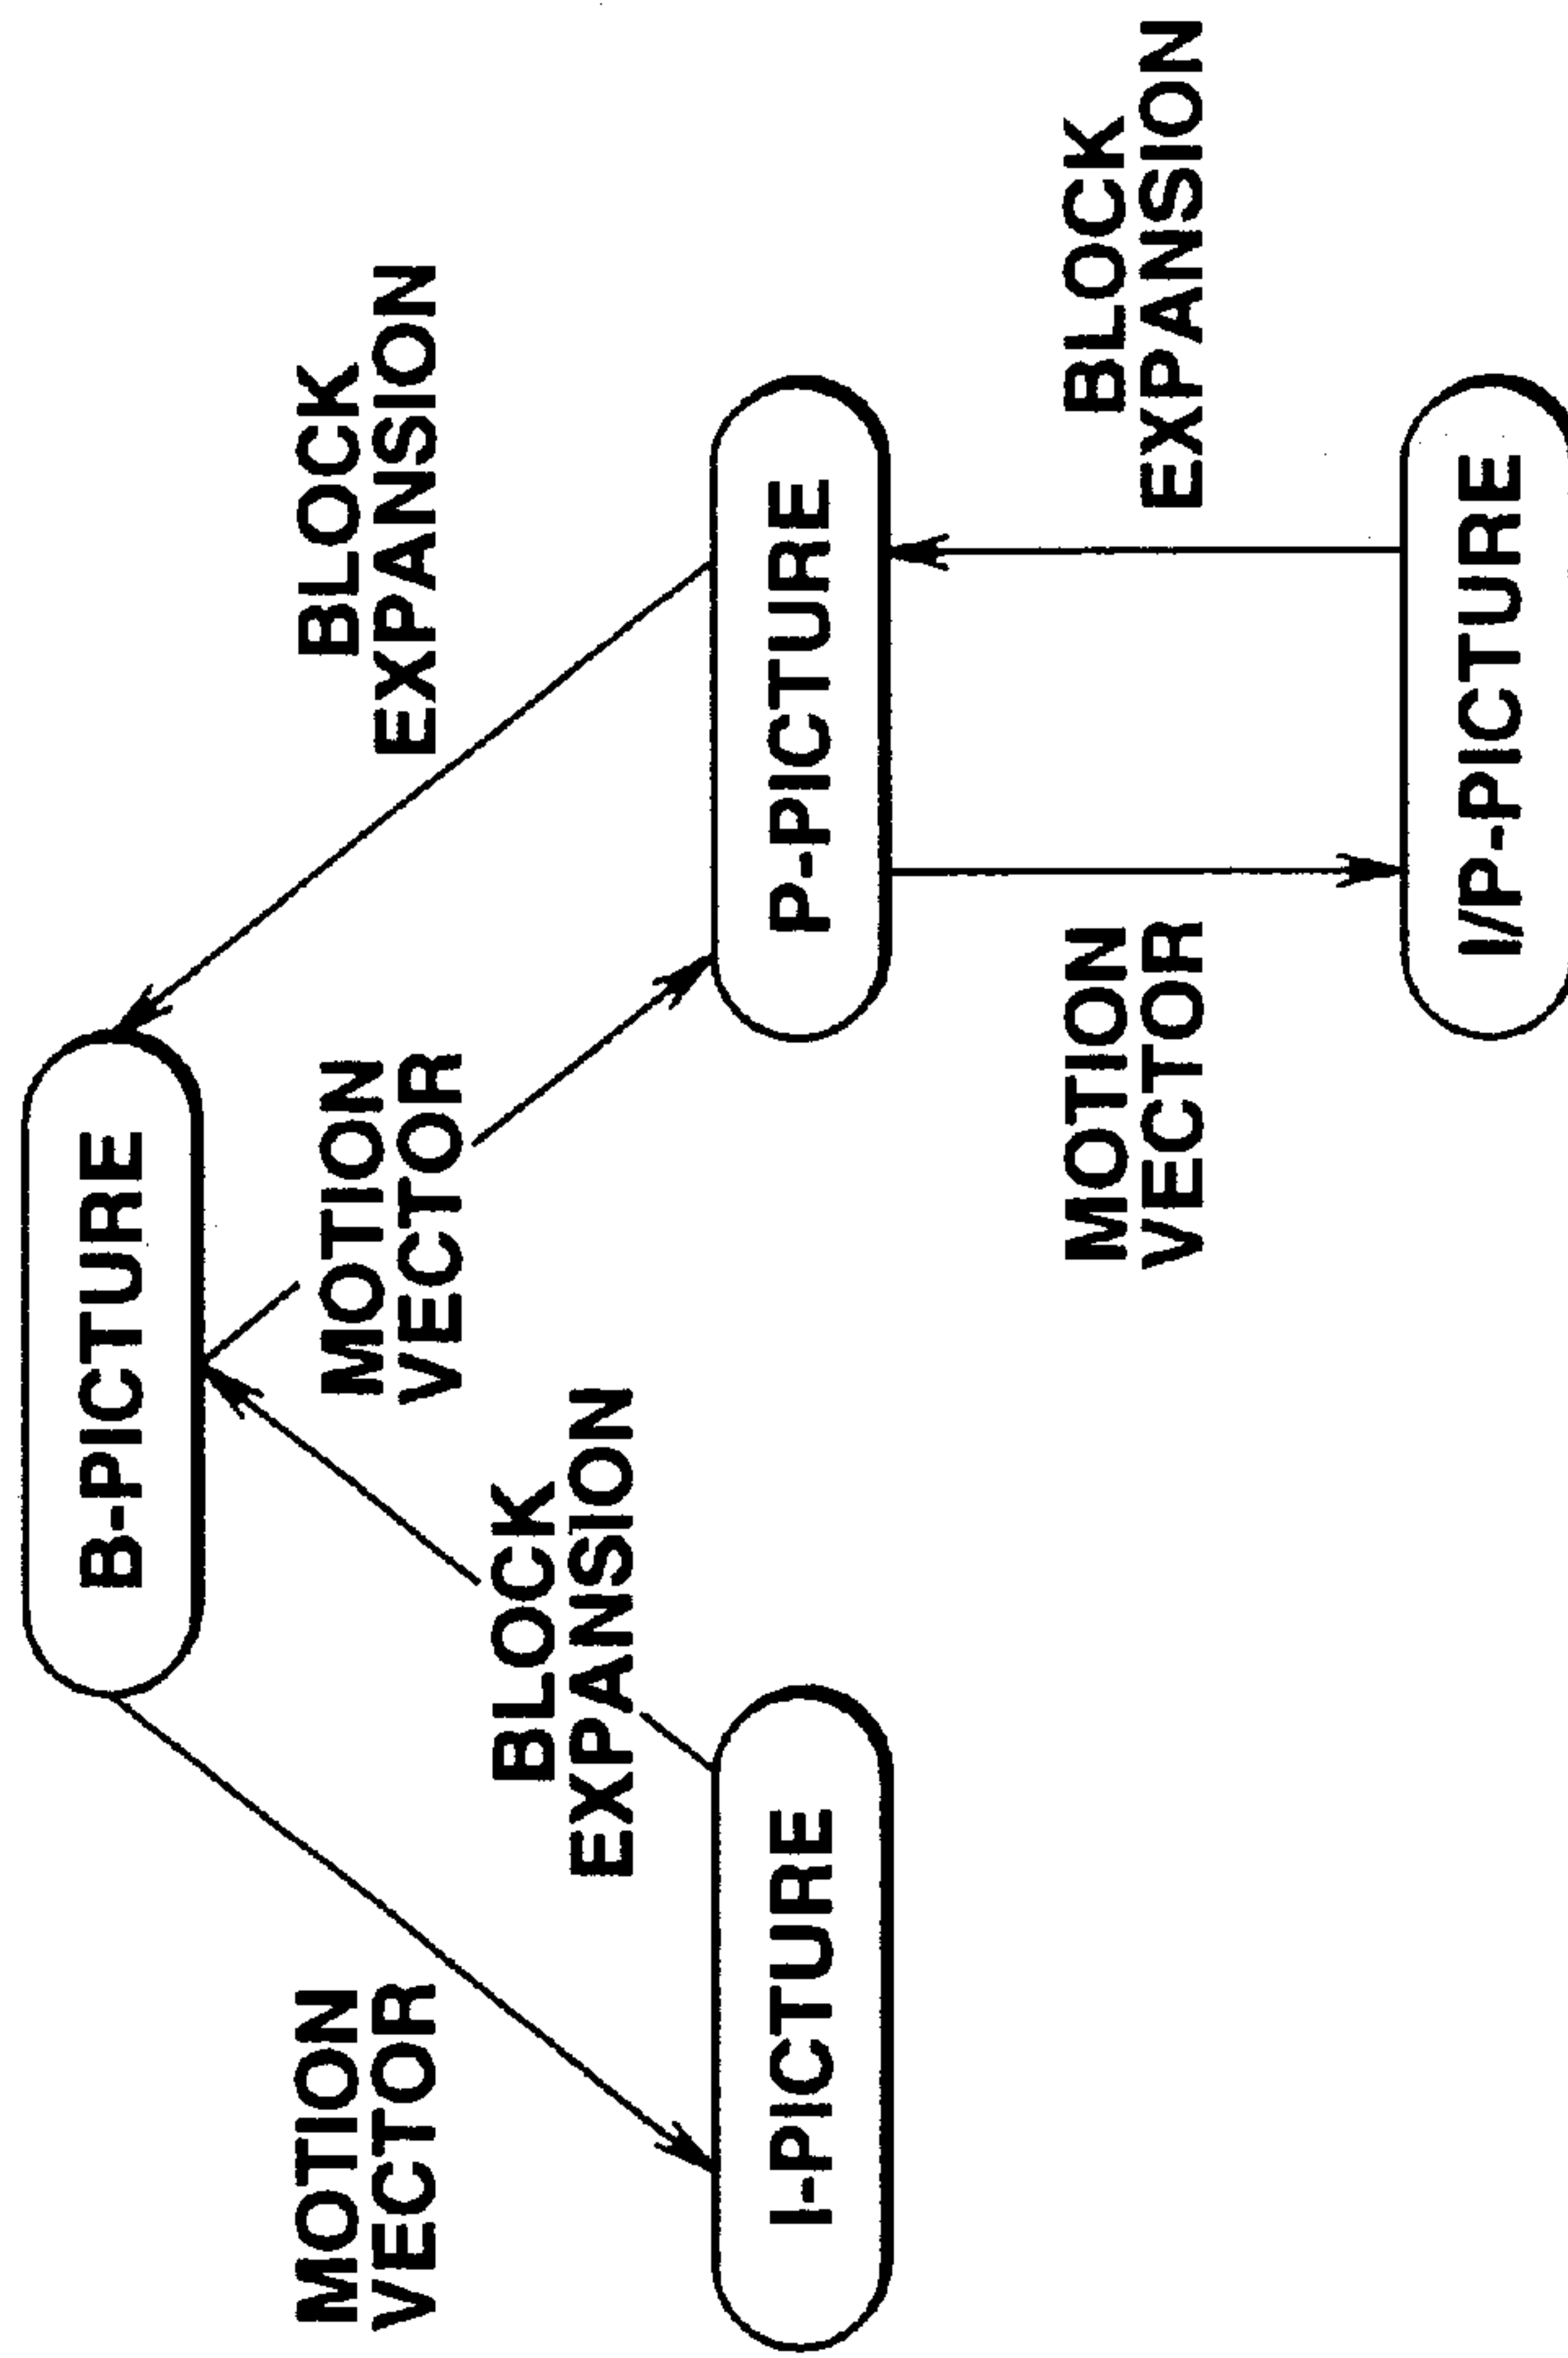 B-PICTURE
MOTION
VECTOR
MOTION
VECTOR
BLOCK
EXPANSION
BLOCK
EXPANSION
I-PICTURE
P-PICTURE
MOTION
VECTOR
BLOCK
EXPANSION
I/P-PICTURE